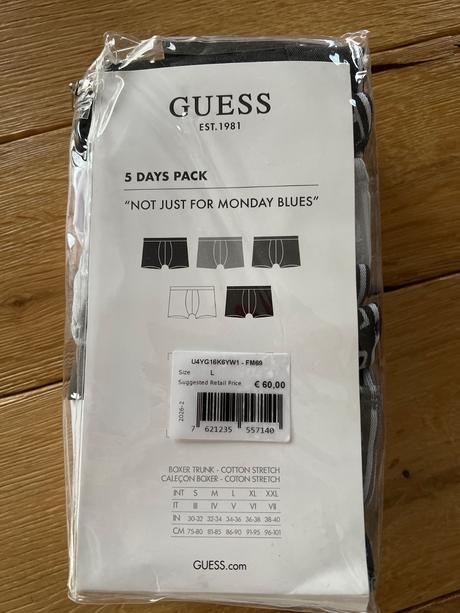 GUESS
EST.1981
5 DAYS PACK
“NOT JUST FOR MONDAY BLUES”
U4YG16K6YW1 - FM69
Size L
Suggested Retail Price € 60,00
2026-2
7 621235 557140
BOXER TRUNK - COTTON STRETCH
CALEÇON BOXER - COTON STRETCH
INT S M L XL XXL
IT III IV V VI VII
IN 30-32 32-34 34-36 36-38 38-40
CM 75-80 81-85 86-90 91-95 96-101
GUESS.com